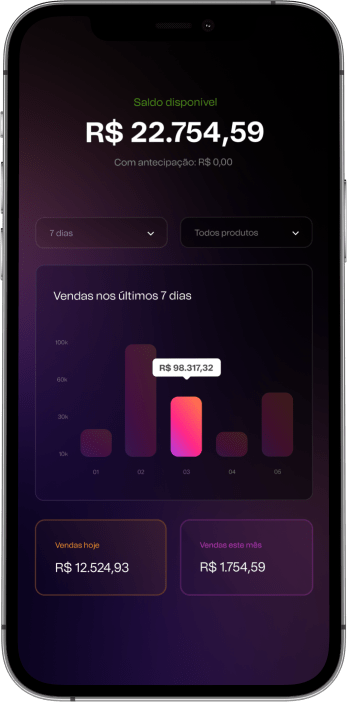 Saldo disponivel
R$ 22.754,59
Com antecipação: R$ 0,00
7 dias
Todos produtos
Vendas nos últimos 7 dias
100k
60k
30k
10k
R$ 98.317,32
01
02
03
04
05
Vendas hoje
R$ 12.524,93
Vendas este mês
R$ 1.754,59